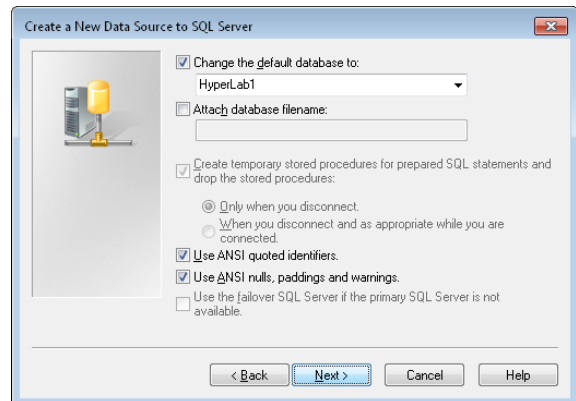 Create a New Data Source to SQL Server
Change the default database to:
HyperLab1
Attach database filename:
Create temporary stored procedures for prepared SQL statements and
drop the stored procedures:
Only when you disconnect.
When you disconnect and as appropriate while you are
connected.
Use ANSI quoted identifiers.
Use ANSI nulls, paddings and warnings.
Use the failover SQL Server if the primary SQL Server is not
available.
< Back
Next >
Cancel
Help